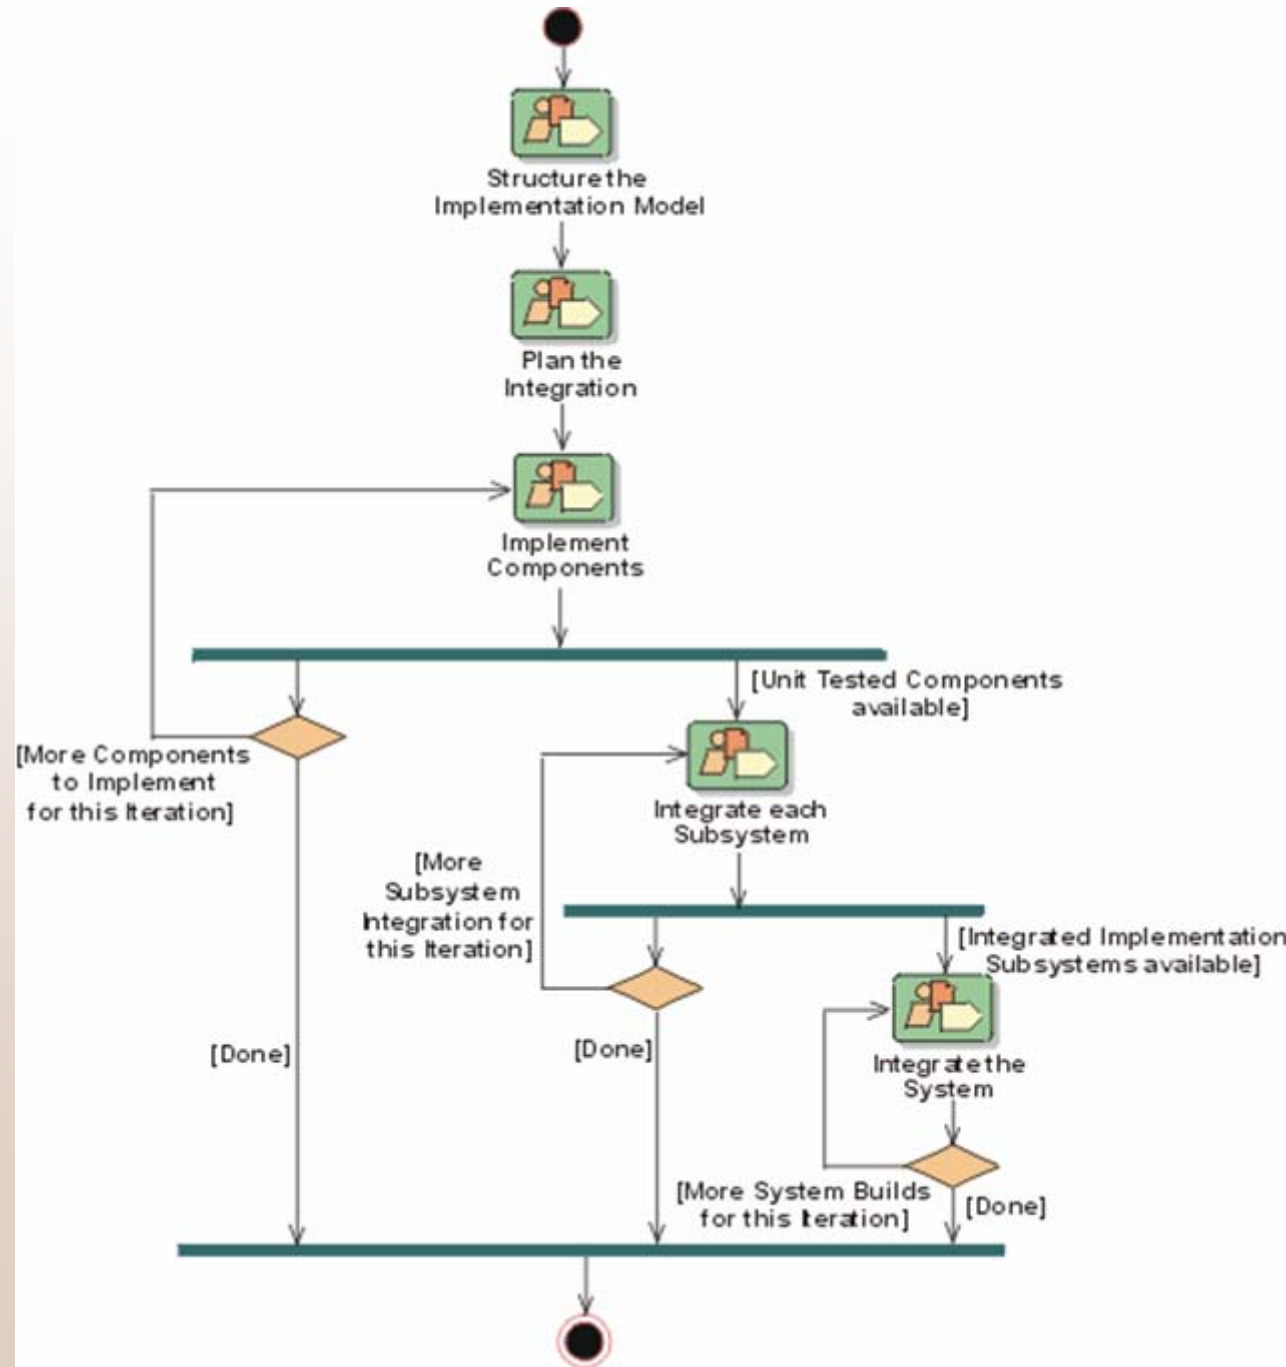 Structure the
Implementation Model
Plan the
Integration
Implement
Components
[Unit Tested Components
available]
[More Components
to Implement
for this Iteration]
Integrate each
Subsystem
[More
Subsystem
Integration for
this Iteration]
[Integrated Implementation
Subsystems available]
[Done]
[Done]
Integrate the
System
[More System Builds
for this Iteration]
[Done]